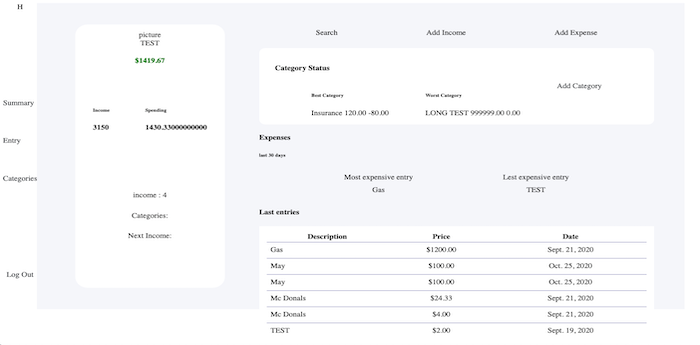 H
Summary
Entry
Categories
Log Out
picture
TEST
$1419.67
Income Spending
3150 1430.33000000000
income : 4
Categories:
Next Income:
Search Add Income Add Expense
Category Status
Add Category
Best Category Worst Category
Insurance 120.00 -80.00 LONG TEST 999999.00 0.00
Expenses
last 30 days
Most expensive entry Lest expensive entry
Gas TEST
Last entries
Description Price Date
Gas $1200.00 Sept. 21, 2020
May $100.00 Oct. 25, 2020
May $100.00 Oct. 25, 2020
Mc Donals $24.33 Sept. 21, 2020
Mc Donals $4.00 Sept. 21, 2020
TEST $2.00 Sept. 19, 2020